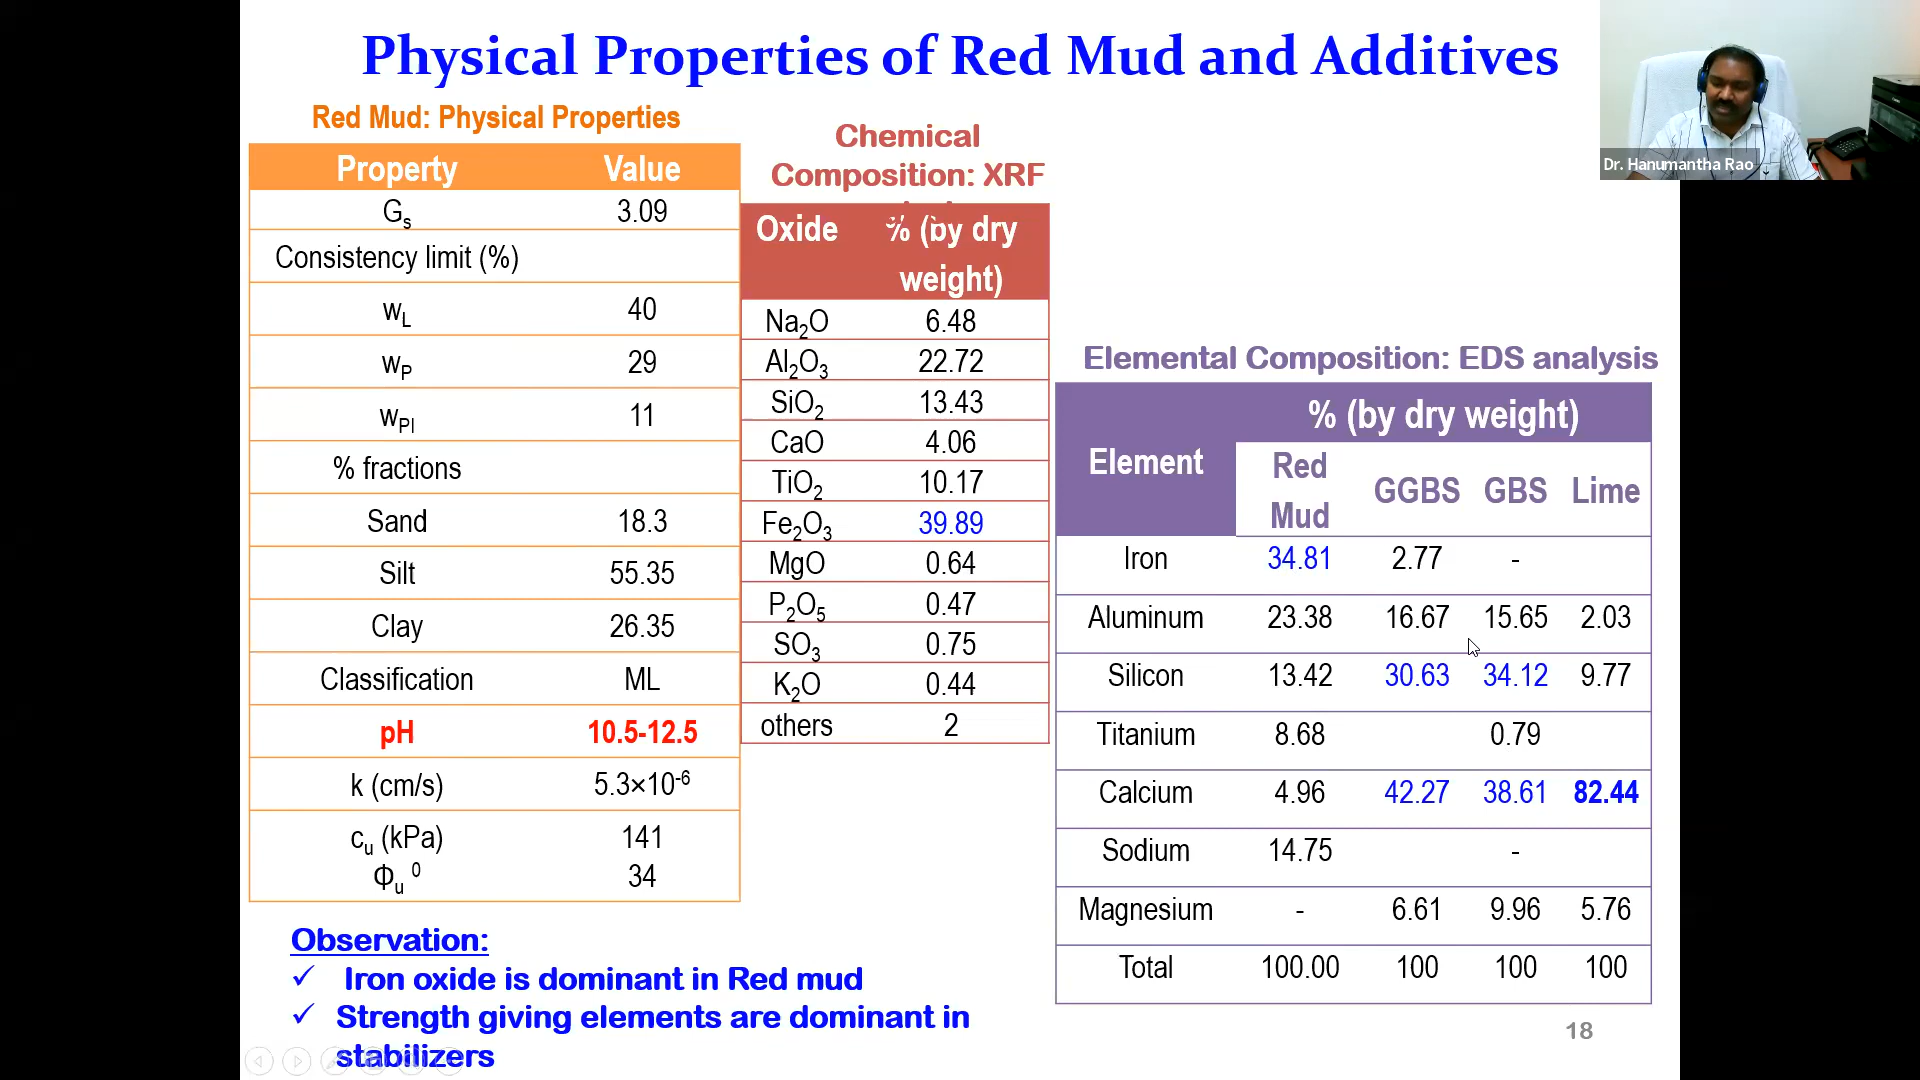 Physical Properties of Red Mud and Additives
Dr. Hanumantha Rao
Red Mud: Physical Properties
Property Value
Gs 3.09
Consistency limit (%)
wL 40
wP 29
wPI 11
% fractions
Sand 18.3
Silt 55.35
Clay 26.35
Classification ML
pH 10.5-12.5
k (cm/s) 5.3×10-6
cu (kPa) 141
Φu 0 34
Chemical
Composition: XRF
Oxide % (by dry
weight)
Na2O 6.48
Al2O3 22.72
SiO2 13.43
CaO 4.06
TiO2 10.17
Fe2O3 39.89
MgO 0.64
P2O5 0.47
SO3 0.75
K2O 0.44
others 2
Elemental Composition: EDS analysis
Element % (by dry weight)
Red
Mud GGBS GBS Lime
Iron 34.81 2.77 -
Aluminum 23.38 16.67 15.65 2.03
Silicon 13.42 30.63 34.12 9.77
Titanium 8.68 0.79
Calcium 4.96 42.27 38.61 82.44
Sodium 14.75 -
Magnesium - 6.61 9.96 5.76
Total 100.00 100 100 100
Observation:
✓ Iron oxide is dominant in Red mud
✓ Strength giving elements are dominant in
stabilizers
18